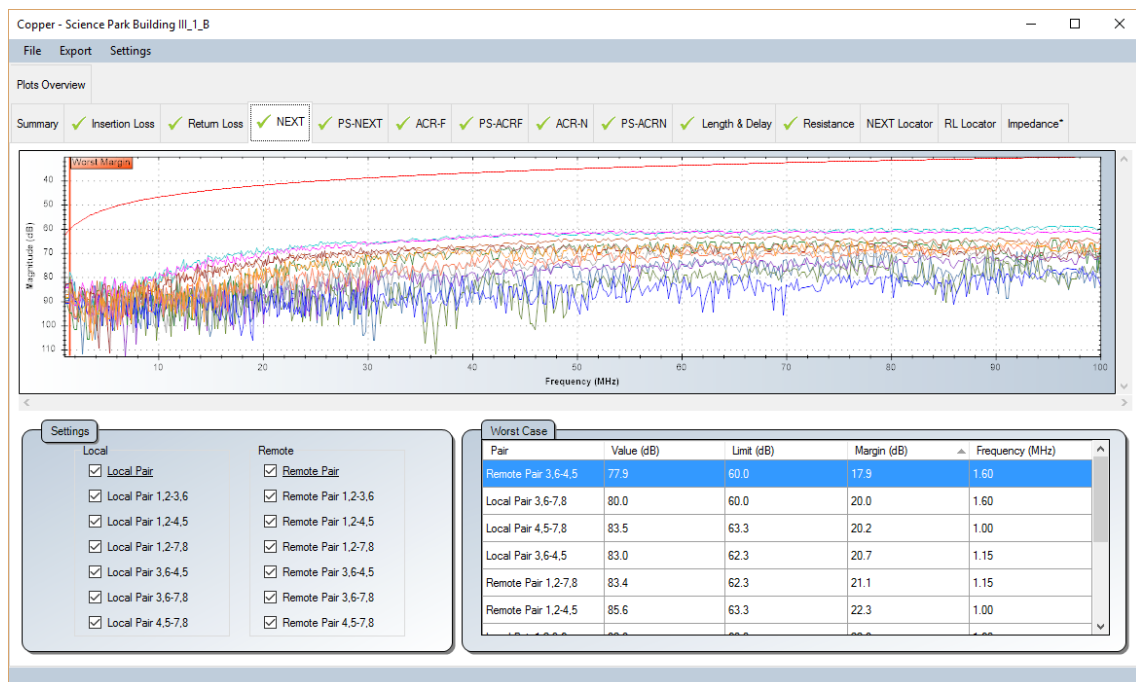 Copper - Science Park Building III_1_B
File Export Settings
Plots Overview
Summary Insertion Loss Return Loss NEXT PS-NEXT ACR-F PS-ACRF ACR-N PS-ACRN Length & Delay Resistance NEXT Locator RL Locator Impedance*
Worst Margin
Magnitude (dB)
40
50
60
70
80
90
100
110
10 20 30 40 50 60 70 80 90 100
Frequency (MHz)
Settings
Local Remote
Local Pair Remote Pair
Local Pair 1,2-3,6 Remote Pair 1,2-3,6
Local Pair 1,2-4,5 Remote Pair 1,2-4,5
Local Pair 1,2-7,8 Remote Pair 1,2-7,8
Local Pair 3,6-4,5 Remote Pair 3,6-4,5
Local Pair 3,6-7,8 Remote Pair 3,6-7,8
Local Pair 4,5-7,8 Remote Pair 4,5-7,8
Worst Case
Pair Value (dB) Limit (dB) Margin (dB) Frequency (MHz)
Remote Pair 3,6-4,5 77.9 60.0 17.9 1.60
Local Pair 3,6-7,8 80.0 60.0 20.0 1.60
Local Pair 4,5-7,8 83.5 63.3 20.2 1.00
Local Pair 3,6-4,5 83.0 62.3 20.7 1.15
Remote Pair 1,2-7,8 83.4 62.3 21.1 1.15
Remote Pair 1,2-4,5 85.6 63.3 22.3 1.00